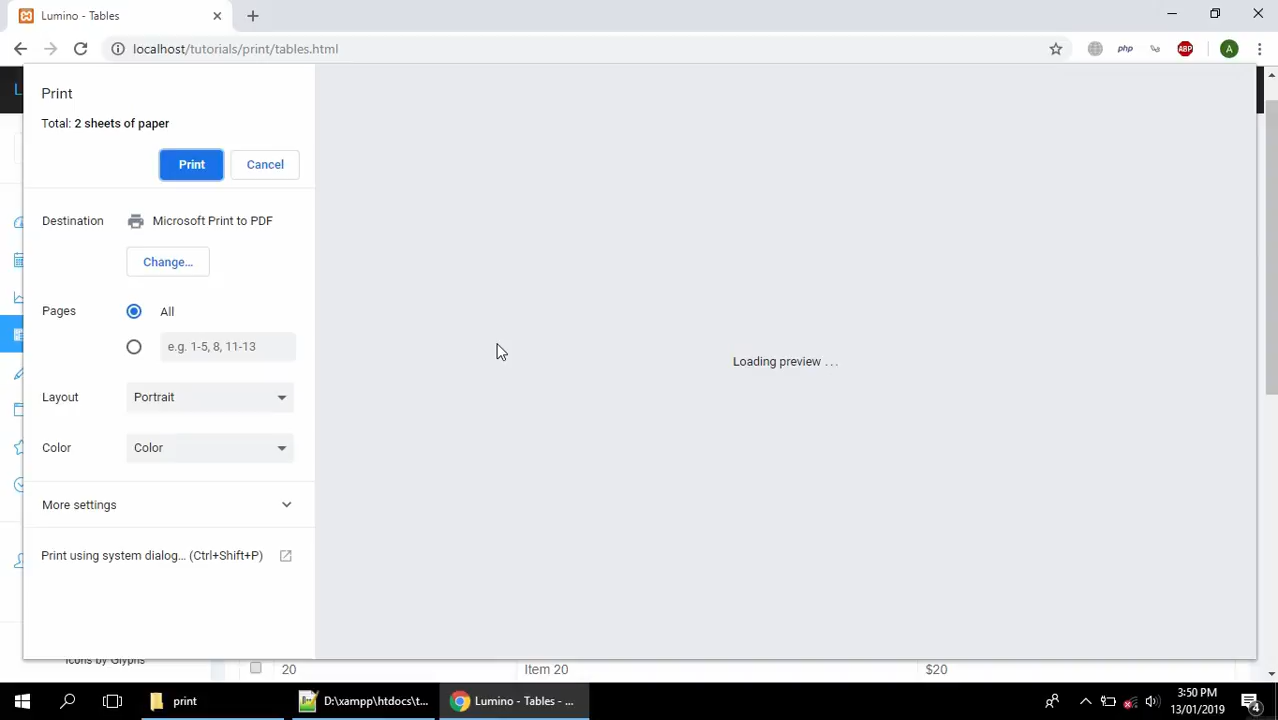 Lumino - Tables
localhost/tutorials/print/tables.html
php
ABP
A
L
Print
Total: 2 sheets of paper
Print
Cancel
Destination
Microsoft Print to PDF
Change...
Pages
All
e.g. 1-5, 8, 11-13
Layout
Portrait
Color
Color
More settings
Print using system dialog... (Ctrl+Shift+P)
Loading preview ...
Icons by Glyphs
20
Item 20
$20
print
D:\xampp\htdocs\t...
Lumino - Tables - ...
3:50 PM
13/01/2019
4